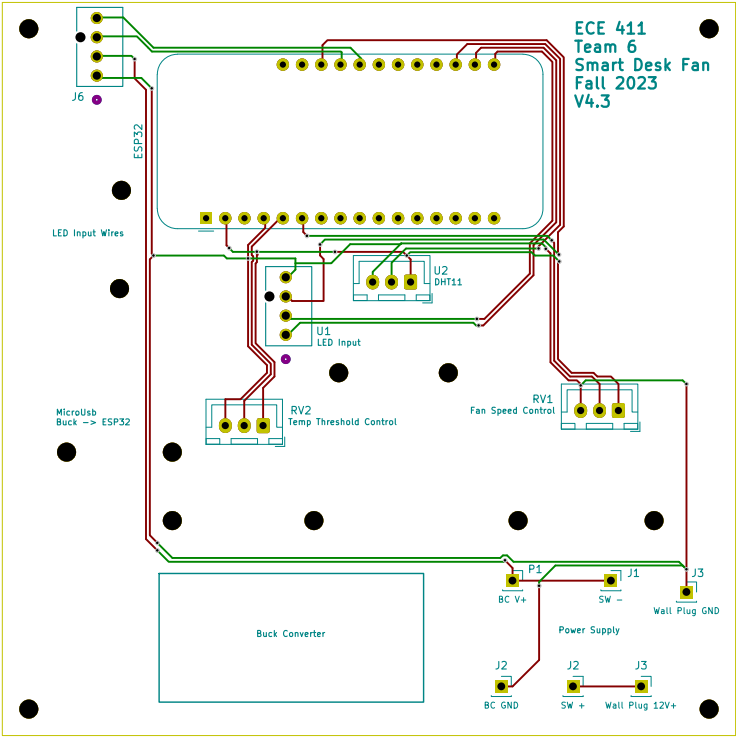 ECE 411
Team 6
Smart Desk Fan
Fall 2023
V4.3
J6
ESP32
LED Input Wires
U2
DHT11
U1
LED Input
RV1
Fan Speed Control
RV2
Temp Threshold Control
MicroUsb
Buck -> ESP32
P1
BC V+
J1
SW -
J3
Wall Plug GND
Buck Converter
Power Supply
J2
BC GND
J2
SW +
J3
Wall Plug 12V+